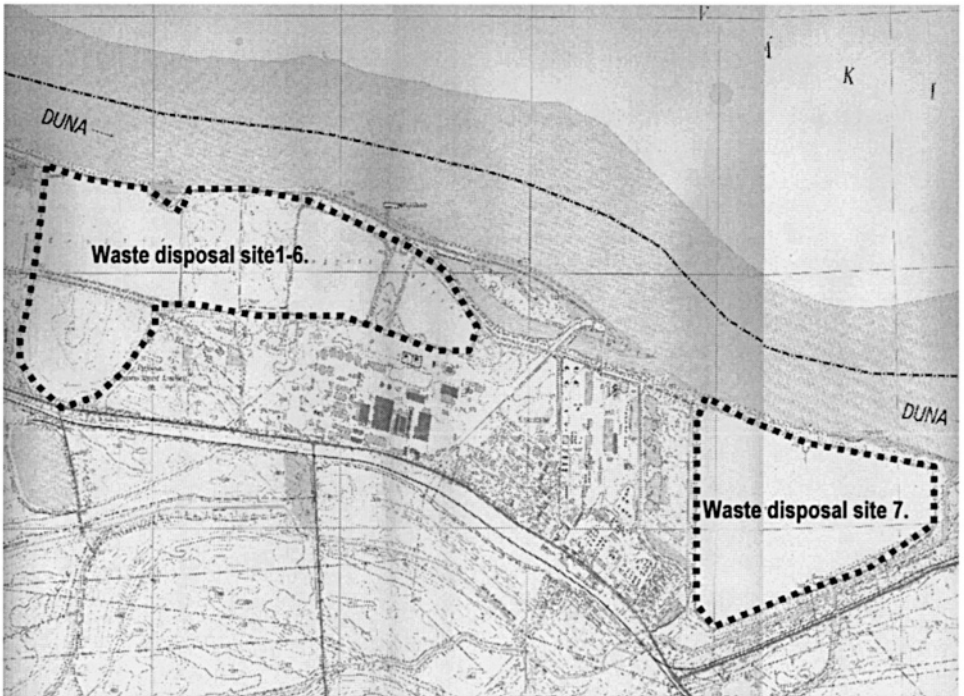 Á
K
I
DUNA
Waste disposal site1-6.
DUNA
Waste disposal site 7.